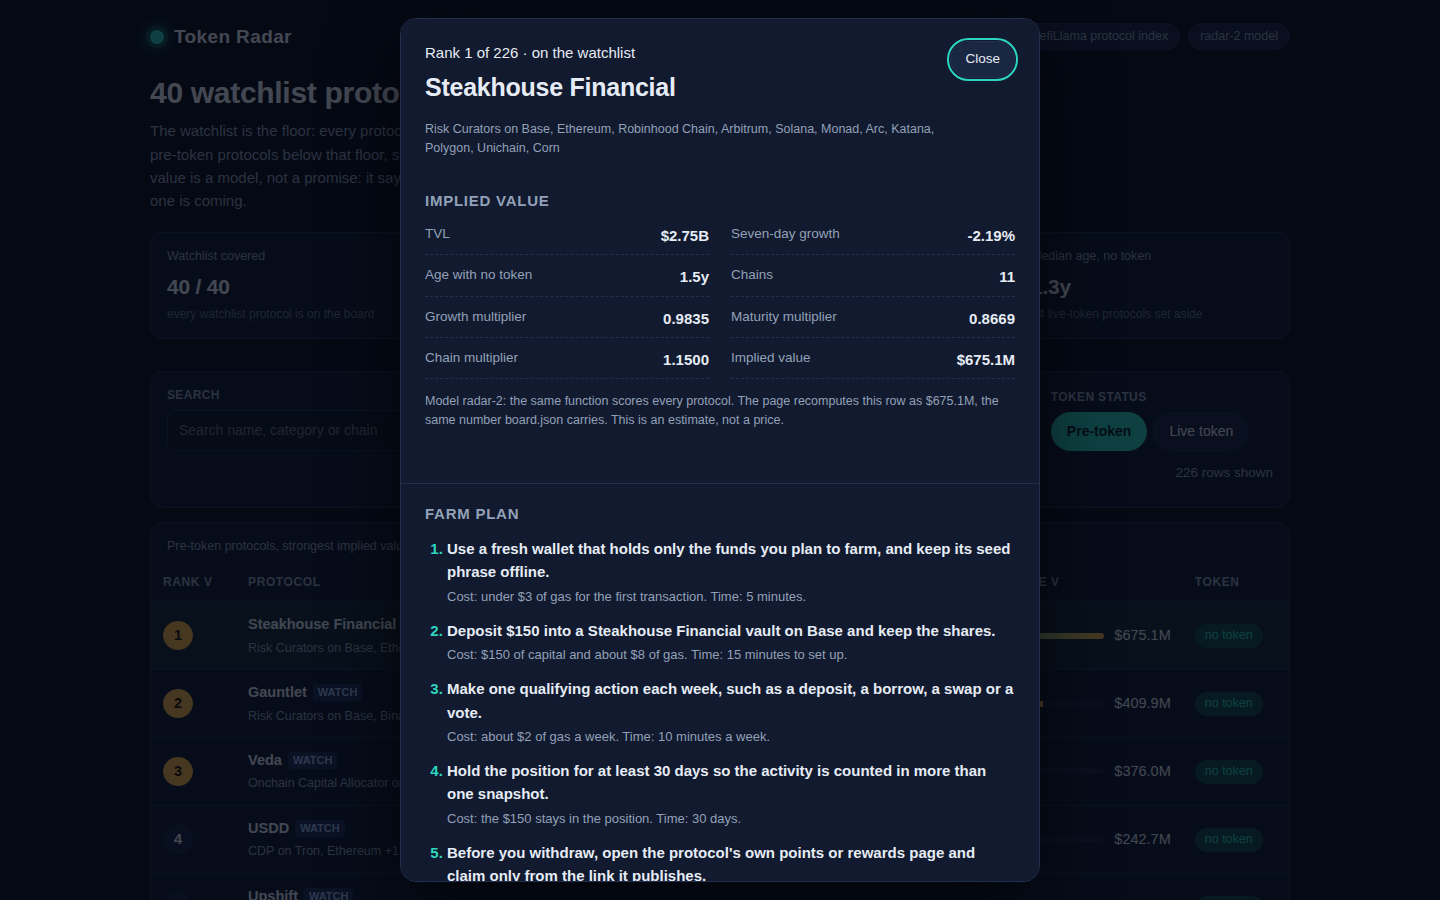 Token Radar
efiLlama protocol index
radar-2 model
40 watchlist proto
The watchlist is the floor: every protoc
pre-token protocols below that floor, s
value is a model, not a promise: it say
one is coming.
Watchlist covered
40 / 40
every watchlist protocol is on the board
edian age, no token
.3y
4 live-token protocols set aside
SEARCH
Search name, category or chain
TOKEN STATUS
Pre-token
Live token
226 rows shown
Pre-token protocols, strongest implied valu
RANK V
PROTOCOL
E V
TOKEN
1
Steakhouse Financial
Risk Curators on Base, Ethe
$675.1M
no token
2
Gauntlet WATCH
Risk Curators on Base, Bina
$409.9M
no token
3
Veda WATCH
Onchain Capital Allocator o
$376.0M
no token
4
USDD WATCH
CDP on Tron, Ethereum +1
$242.7M
no token
Upshift WATCH
Rank 1 of 226 · on the watchlist
Close
Steakhouse Financial
Risk Curators on Base, Ethereum, Robinhood Chain, Arbitrum, Solana, Monad, Arc, Katana,
Polygon, Unichain, Corn
IMPLIED VALUE
TVL $2.75B
Seven-day growth -2.19%
Age with no token 1.5y
Chains 11
Growth multiplier 0.9835
Maturity multiplier 0.8669
Chain multiplier 1.1500
Implied value $675.1M
Model radar-2: the same function scores every protocol. The page recomputes this row as $675.1M, the
same number board.json carries. This is an estimate, not a price.
FARM PLAN
1. Use a fresh wallet that holds only the funds you plan to farm, and keep its seed
phrase offline.
Cost: under $3 of gas for the first transaction. Time: 5 minutes.
2. Deposit $150 into a Steakhouse Financial vault on Base and keep the shares.
Cost: $150 of capital and about $8 of gas. Time: 15 minutes to set up.
3. Make one qualifying action each week, such as a deposit, a borrow, a swap or a
vote.
Cost: about $2 of gas a week. Time: 10 minutes a week.
4. Hold the position for at least 30 days so the activity is counted in more than
one snapshot.
Cost: the $150 stays in the position. Time: 30 days.
5. Before you withdraw, open the protocol's own points or rewards page and
claim only from the link it publishes.